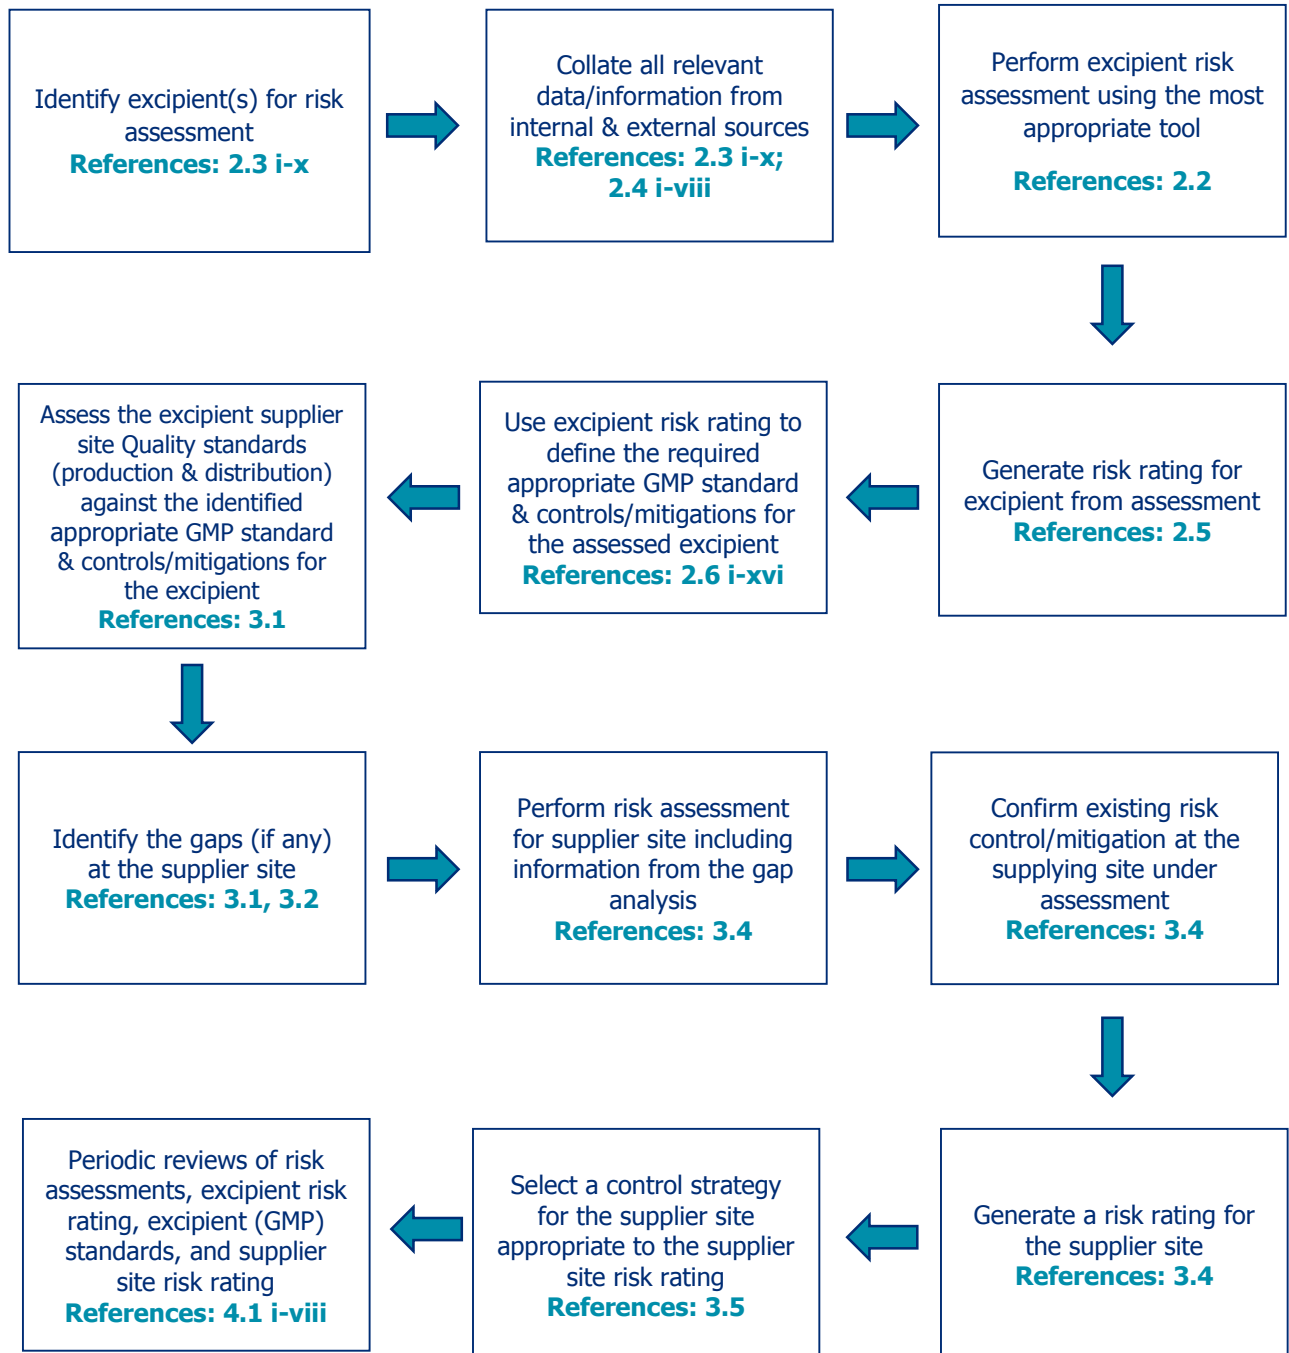 Identify excipient(s) for risk
assessment
References: 2.3 i-x
Collate all relevant
data/information from
internal & external sources
References: 2.3 i-x;
2.4 i-viii
Perform excipient risk
assessment using the most
appropriate tool
References: 2.2
Generate risk rating for
excipient from assessment
References: 2.5
Use excipient risk rating to
define the required
appropriate GMP standard
& controls/mitigations for
the assessed excipient
References: 2.6 i-xvi
Assess the excipient supplier
site Quality standards
(production & distribution)
against the identified
appropriate GMP standard
& controls/mitigations for
the excipient
References: 3.1
Identify the gaps (if any)
at the supplier site
References: 3.1, 3.2
Perform risk assessment
for supplier site including
information from the gap
analysis
References: 3.4
Confirm existing risk
control/mitigation at the
supplying site under
assessment
References: 3.4
Generate a risk rating for
the supplier site
References: 3.4
Select a control strategy
for the supplier site
appropriate to the supplier
site risk rating
References: 3.5
Periodic reviews of risk
assessments, excipient risk
rating, excipient (GMP)
standards, and supplier
site risk rating
References: 4.1 i-viii